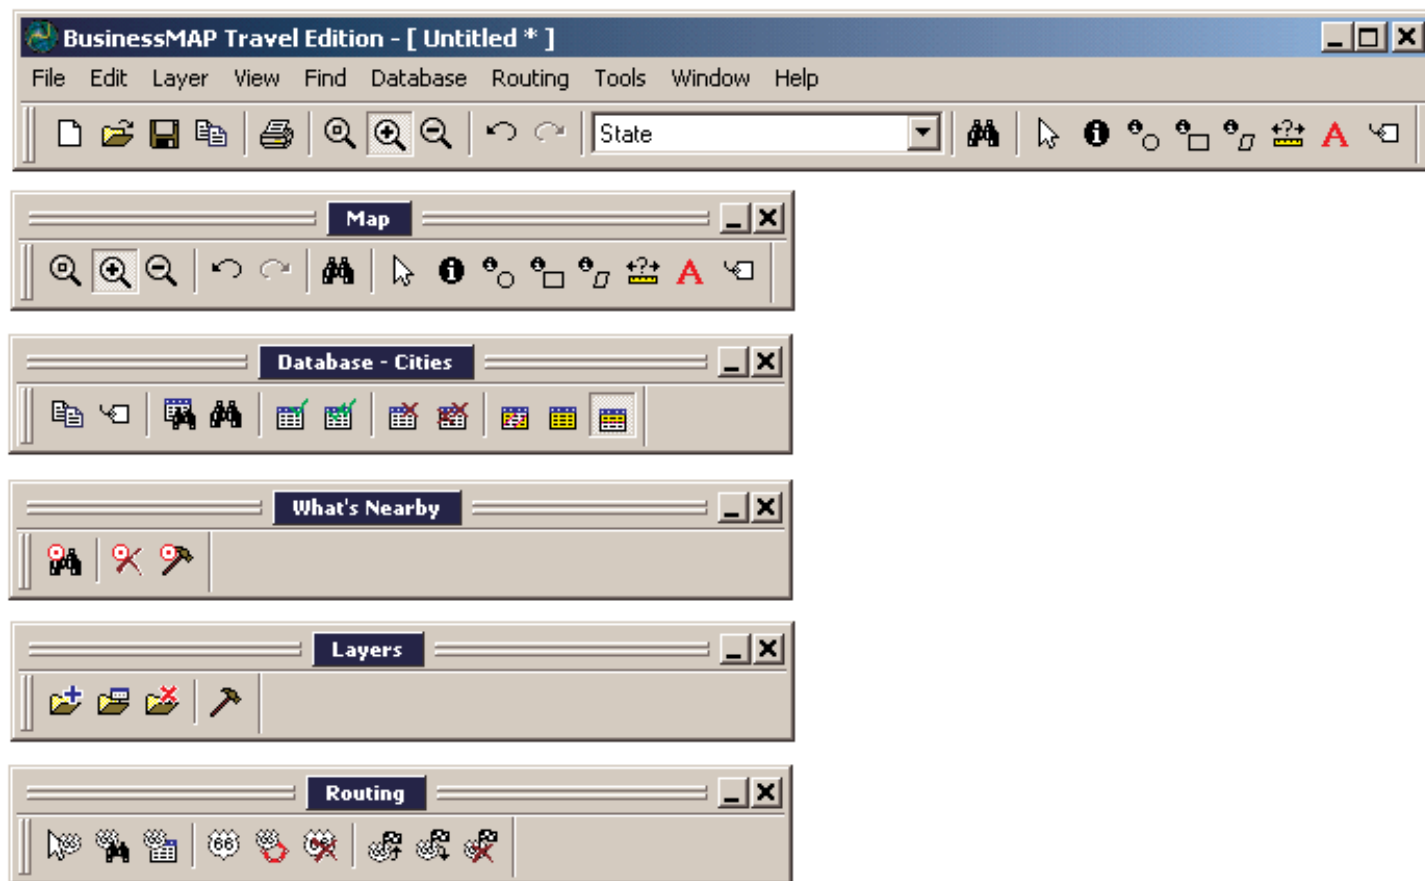 BusinessMAP Travel Edition - [ Untitled * ]
File Edit Layer View Find Database Routing Tools Window Help
State
Map
Database - Cities
What's Nearby
Layers
Routing
66